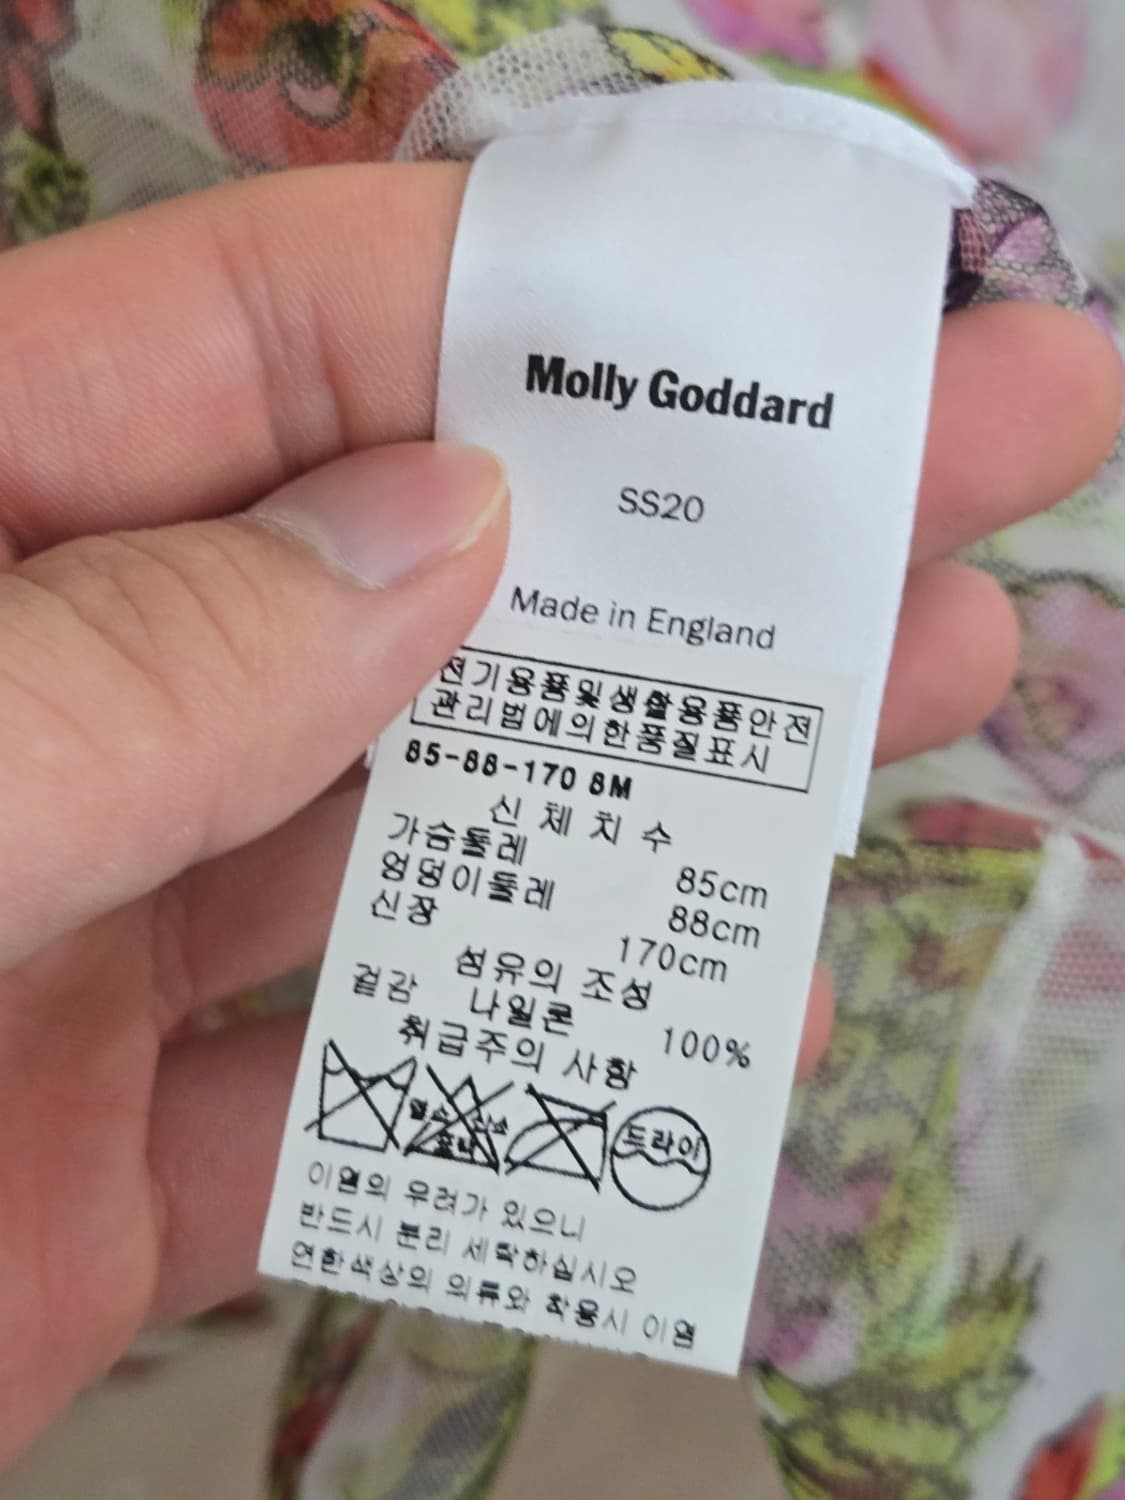 Molly Goddard
SS20
Made in England
전기용품및생활용품안전
관리법에의한품질표시
85-88-170 8M
신 체 치 수
가슴둘레 85cm
엉덩이둘레 88cm
신장 170cm
섬유의 조성
겉감 나일론 100%
취급주의 사항
드라이
이염의 우려가 있으니
반드시 분리 세탁하십시오
연한색상의 의류와 착용시 이염